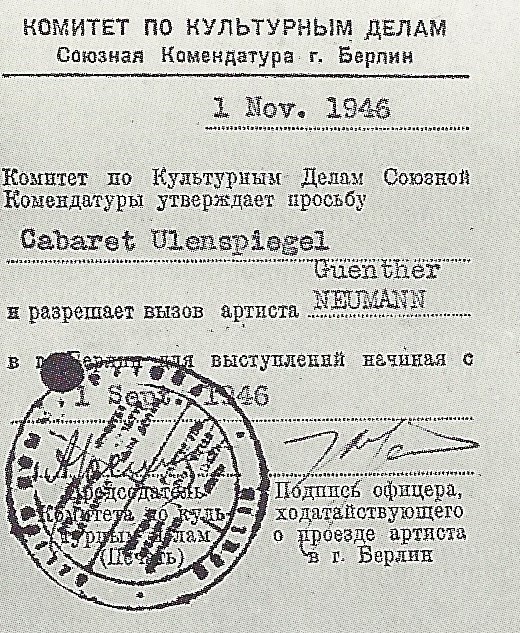 КОМИТЕТ ПО КУЛЬТУРНЫМ ДЕЛАМ
Союзная Комендатура г. Берлин
1 Nov. 1946
Комитет по Культурным Делам Союзной
Комендатуры утверждает просьбу
Cabaret Ulenspiegel
Guenther
и разрешает вызов артиста NEUMANN
в г. Берлин для выступлений начиная с
1 Sept. 1946
Председатель
Комитета по куль-
турным делам
(Печать)
Подпись офицера,
ходатайствующего
о проезде артиста
в г. Берлин